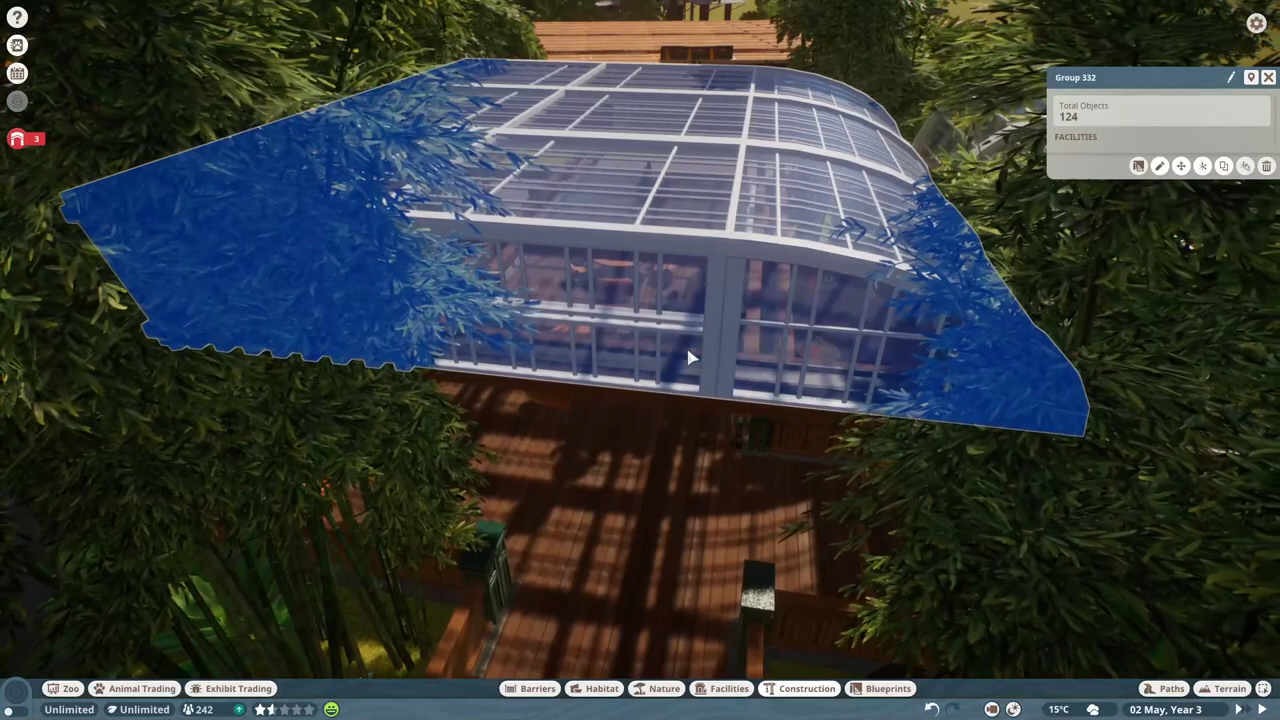 ?
3
Group 332
Total Objects
124
FACILITIES
Zoo
Animal Trading
Exhibit Trading
Barriers
Habitat
Nature
Facilities
Construction
Blueprints
Paths
Terrain
Unlimited
Unlimited
242
15°C
02 May, Year 3